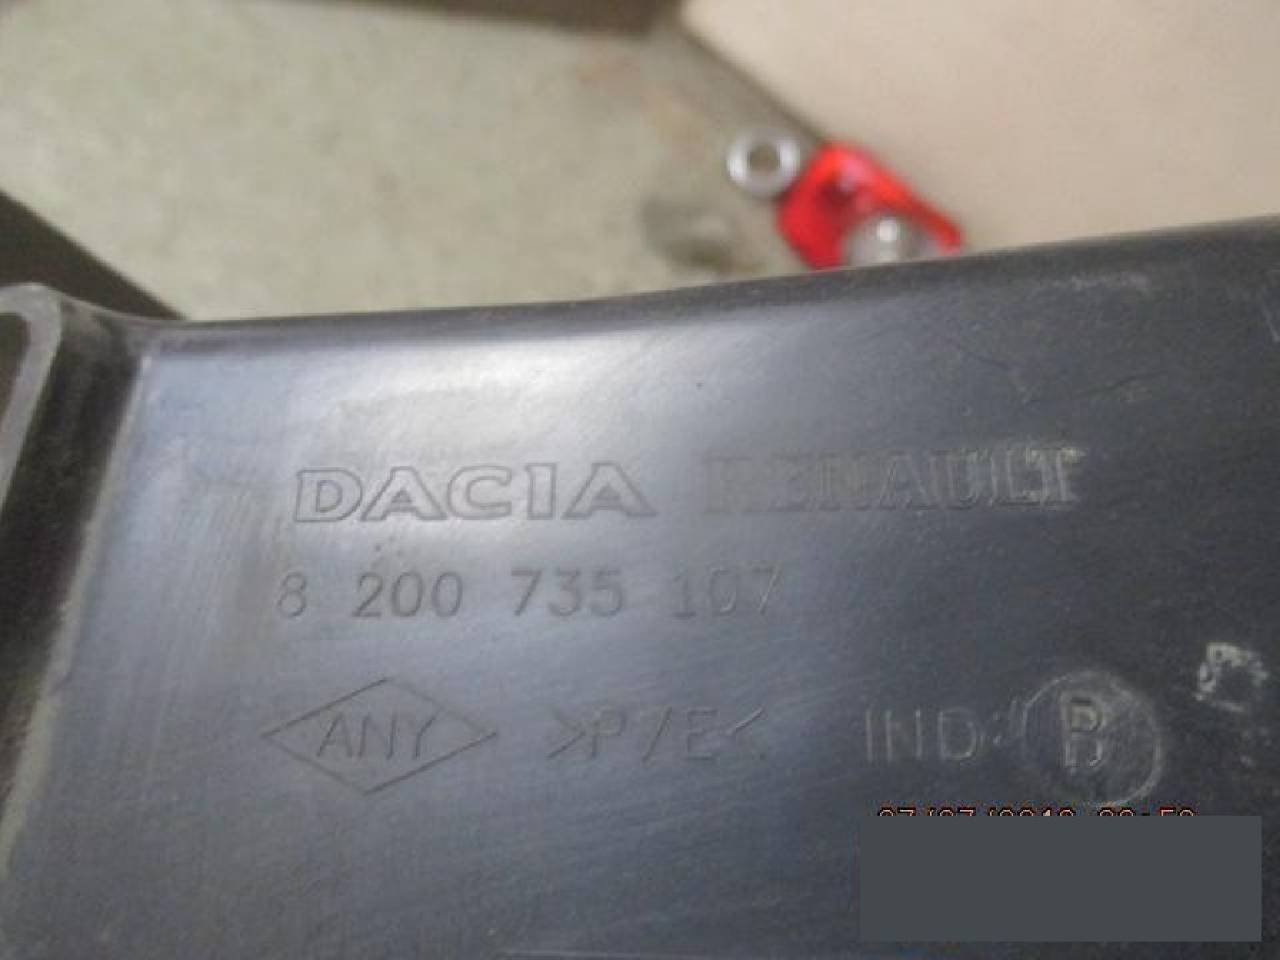 DACIA RENAULT
8 200 735 107
ANY >P/E< IND: B